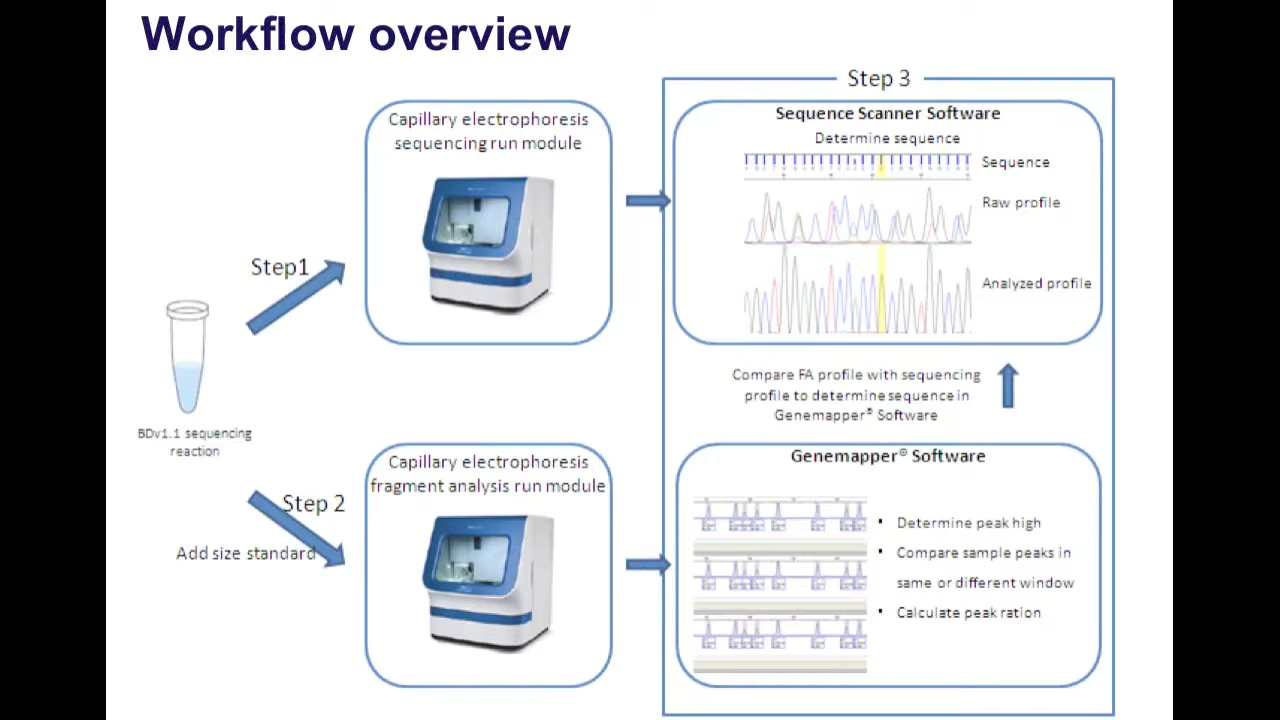 Workflow overview
Step 3
Capillary electrophoresis
sequencing run module
Sequence Scanner Software
Determine sequence
Sequence
Raw profile
Analyzed profile
Step1
BDv1.1 sequencing
reaction
Compare FA profile with sequencing
profile to determine sequence in
Genemapper® Software
Step 2
Add size standard
Capillary electrophoresis
fragment analysis run module
Genemapper® Software
• Determine peak high
• Compare sample peaks in
same or different window
• Calculate peak ration